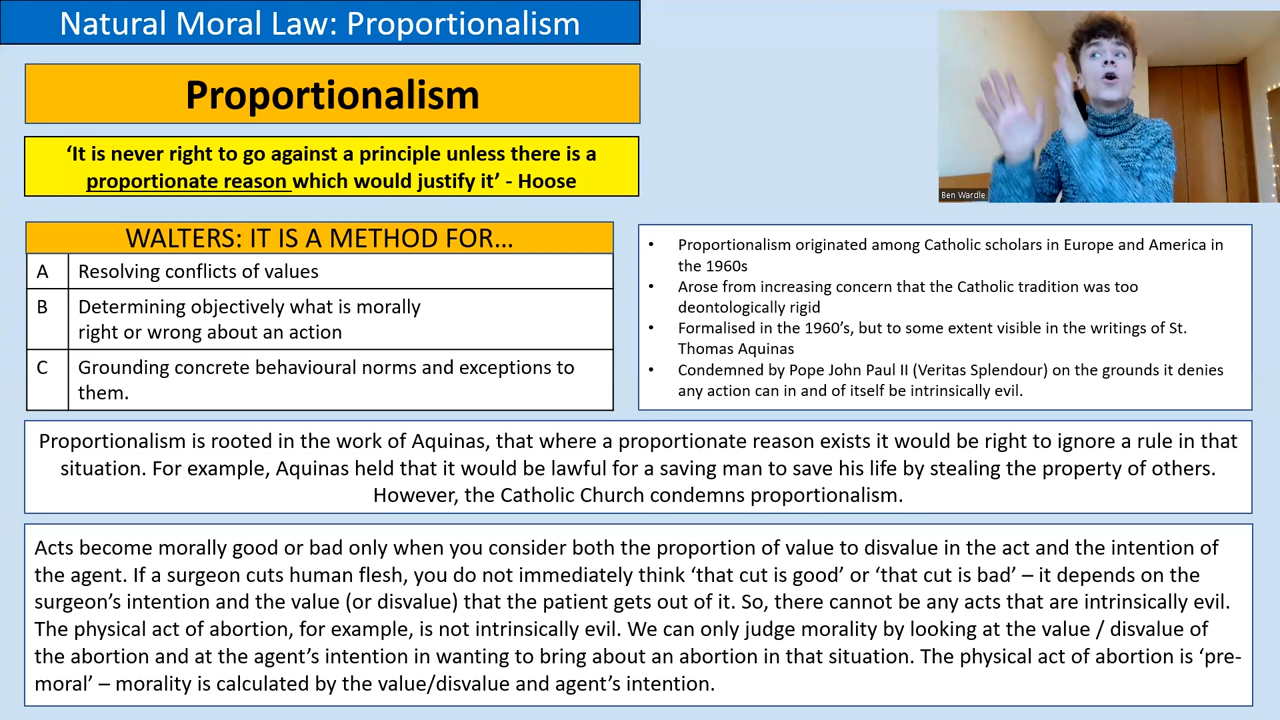 Natural Moral Law: Proportionalism
Proportionalism
‘It is never right to go against a principle unless there is a
proportionate reason which would justify it’ - Hoose
Ben Wardle
WALTERS: IT IS A METHOD FOR…
A Resolving conflicts of values
B Determining objectively what is morally
right or wrong about an action
C Grounding concrete behavioural norms and exceptions to
them.
• Proportionalism originated among Catholic scholars in Europe and America in
the 1960s
• Arose from increasing concern that the Catholic tradition was too
deontologically rigid
• Formalised in the 1960’s, but to some extent visible in the writings of St.
Thomas Aquinas
• Condemned by Pope John Paul II (Veritas Splendour) on the grounds it denies
any action can in and of itself be intrinsically evil.
Proportionalism is rooted in the work of Aquinas, that where a proportionate reason exists it would be right to ignore a rule in that
situation. For example, Aquinas held that it would be lawful for a saving man to save his life by stealing the property of others.
However, the Catholic Church condemns proportionalism.
Acts become morally good or bad only when you consider both the proportion of value to disvalue in the act and the intention of
the agent. If a surgeon cuts human flesh, you do not immediately think ‘that cut is good’ or ‘that cut is bad’ – it depends on the
surgeon’s intention and the value (or disvalue) that the patient gets out of it. So, there cannot be any acts that are intrinsically evil.
The physical act of abortion, for example, is not intrinsically evil. We can only judge morality by looking at the value / disvalue of
the abortion and at the agent’s intention in wanting to bring about an abortion in that situation. The physical act of abortion is ‘pre-
moral’ – morality is calculated by the value/disvalue and agent’s intention.